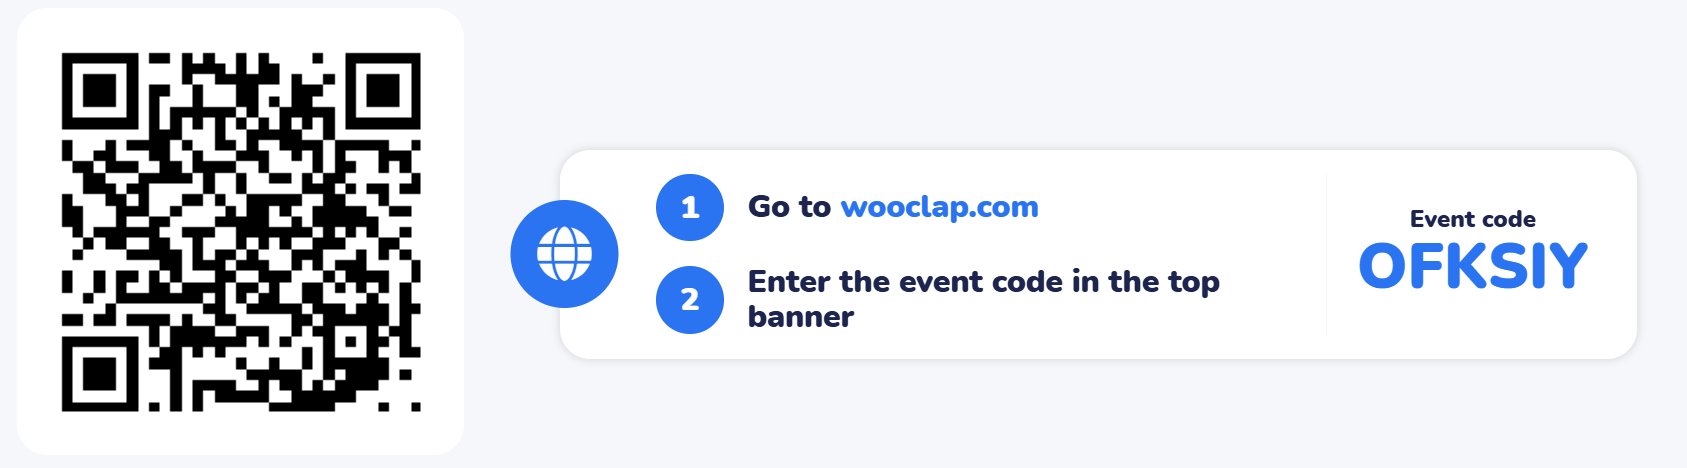 1
Go to wooclap.com
2
Enter the event code in the top
banner
Event code
OFKSIY